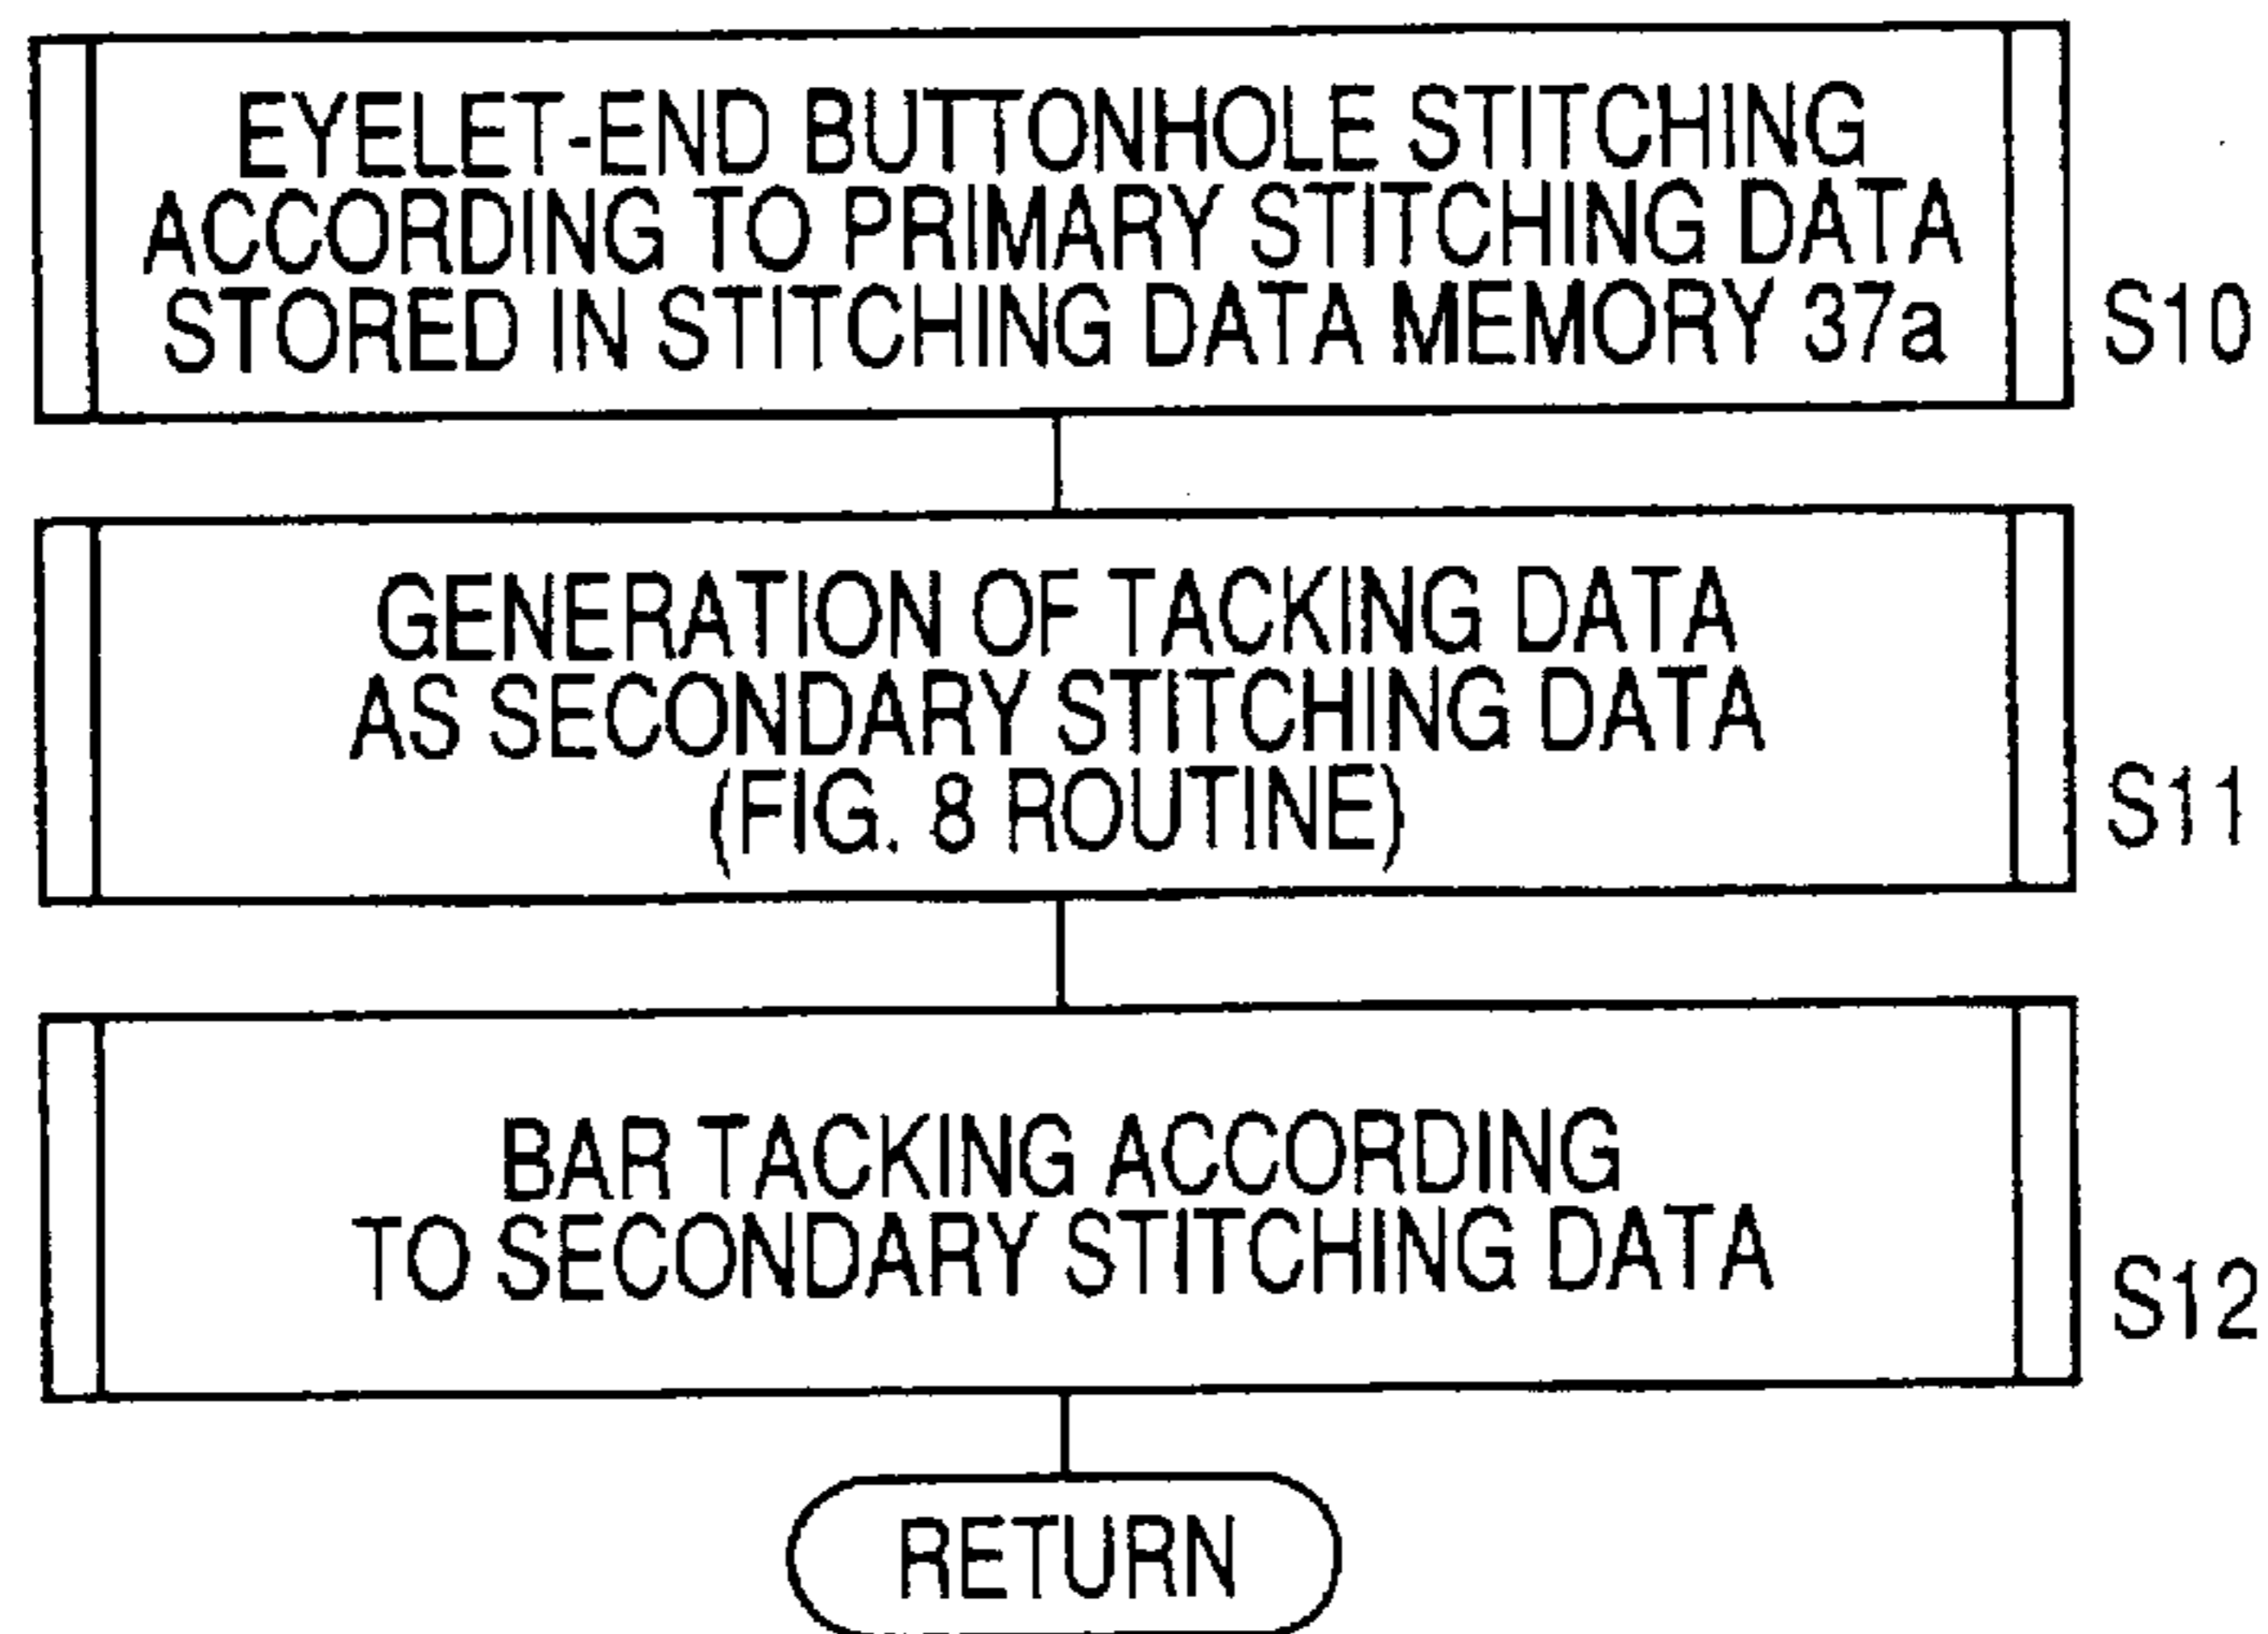 EYELET-END BUTTONHOLE STITCHING
ACCORDING TO PRIMARY STITCHING DATA
STORED IN STITCHING DATA MEMORY 37a
S10
GENERATION OF TACKING DATA
AS SECONDARY STITCHING DATA
(FIG. 8 ROUTINE)
S11
BAR TACKING ACCORDING
TO SECONDARY STITCHING DATA
S12
RETURN